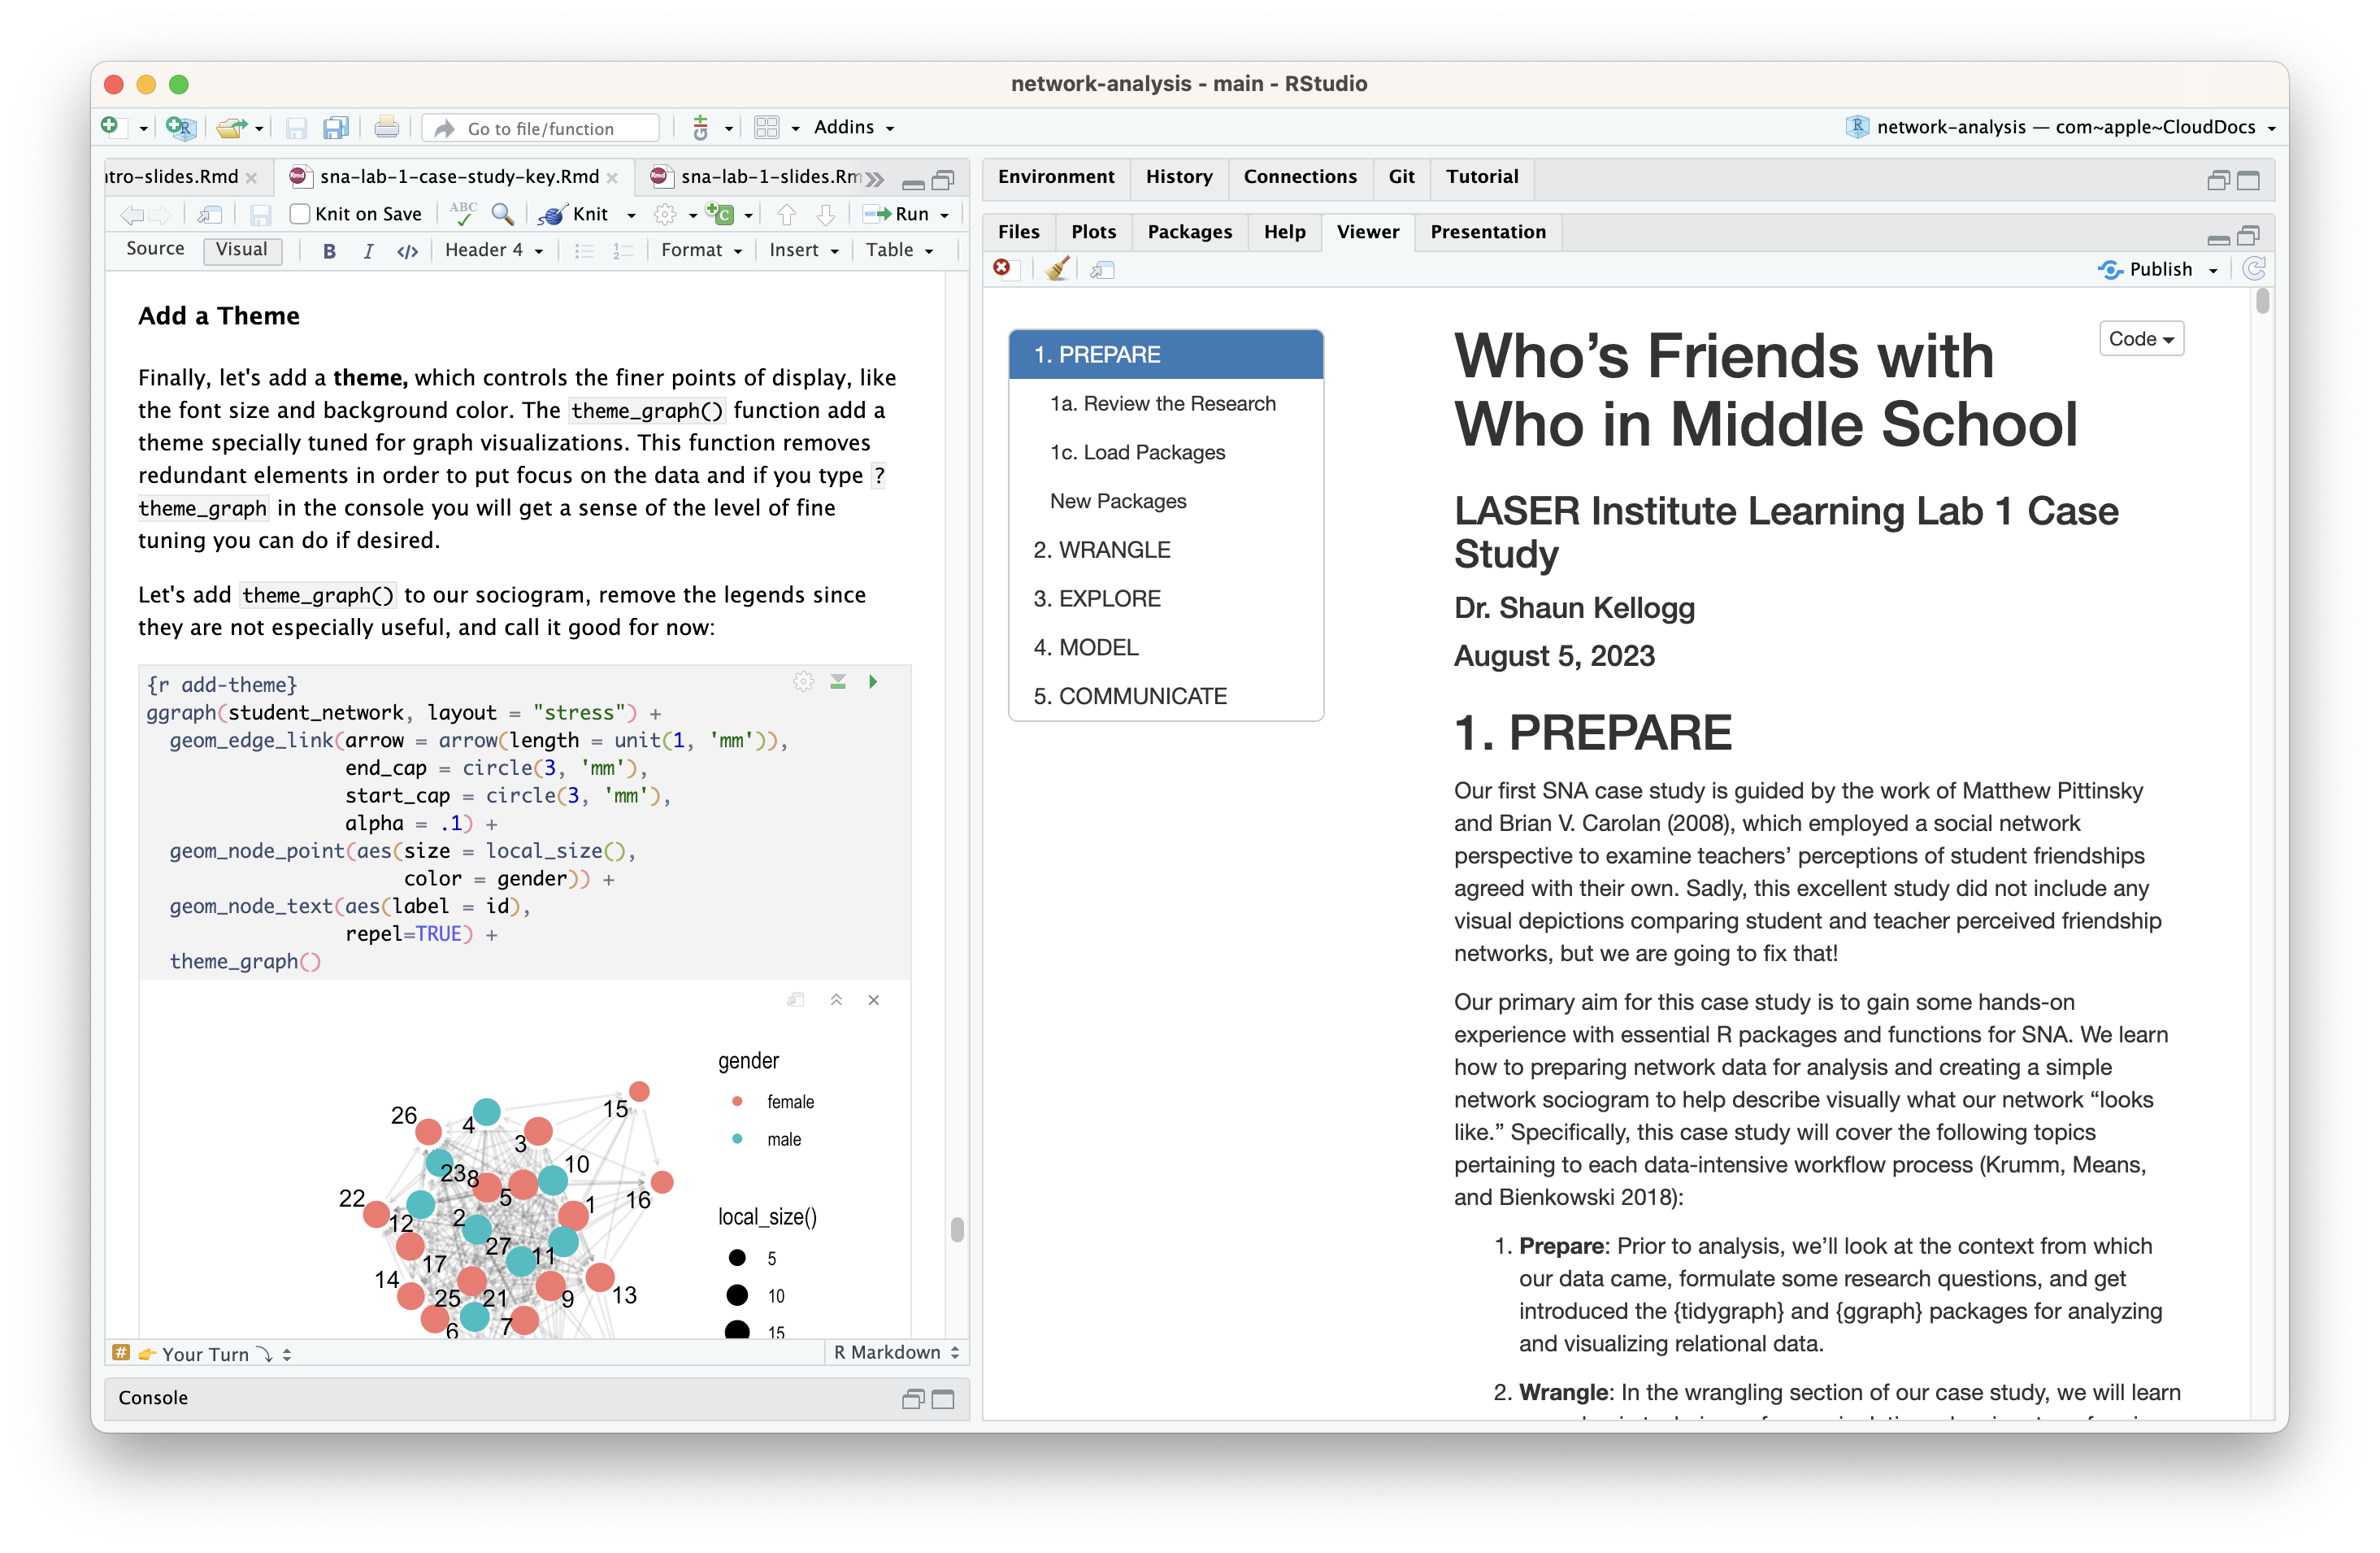 network-analysis - main - RStudio
Go to file/function
Addins
network-analysis — com~apple~CloudDocs
ntro-slides.Rmd
sna-lab-1-case-study-key.Rmd
sna-lab-1-slides.Rm
Knit on Save
ABC
Knit
Run
Source
Visual
B
I
</>
Header 4
Format
Insert
Table
Add a Theme
Finally, let's add a theme, which controls the finer points of display, like
the font size and background color. The theme_graph() function add a
theme specially tuned for graph visualizations. This function removes
redundant elements in order to put focus on the data and if you type ?
theme_graph in the console you will get a sense of the level of fine
tuning you can do if desired.
Let's add theme_graph() to our sociogram, remove the legends since
they are not especially useful, and call it good for now:
{r add-theme}
ggraph(student_network, layout = "stress") +
geom_edge_link(arrow = arrow(length = unit(1, 'mm')),
end_cap = circle(3, 'mm'),
start_cap = circle(3, 'mm'),
alpha = .1) +
geom_node_point(aes(size = local_size(),
color = gender)) +
geom_node_text(aes(label = id),
repel=TRUE) +
theme_graph()
gender
female
male
local_size()
5
10
15
15
26
4
3
10
23
8
5
16
22
1
12
2
27
11
17
14
13
25
21
9
6
7
# Your Turn
R Markdown
Console
Environment
History
Connections
Git
Tutorial
Files
Plots
Packages
Help
Viewer
Presentation
Publish
1. PREPARE
1a. Review the Research
1c. Load Packages
New Packages
2. WRANGLE
3. EXPLORE
4. MODEL
5. COMMUNICATE
Code
Who’s Friends with
Who in Middle School
LASER Institute Learning Lab 1 Case
Study
Dr. Shaun Kellogg
August 5, 2023
1. PREPARE
Our first SNA case study is guided by the work of Matthew Pittinsky
and Brian V. Carolan (2008), which employed a social network
perspective to examine teachers’ perceptions of student friendships
agreed with their own. Sadly, this excellent study did not include any
visual depictions comparing student and teacher perceived friendship
networks, but we are going to fix that!
Our primary aim for this case study is to gain some hands-on
experience with essential R packages and functions for SNA. We learn
how to preparing network data for analysis and creating a simple
network sociogram to help describe visually what our network “looks
like.” Specifically, this case study will cover the following topics
pertaining to each data-intensive workflow process (Krumm, Means,
and Bienkowski 2018):
1. Prepare: Prior to analysis, we’ll look at the context from which
our data came, formulate some research questions, and get
introduced the {tidygraph} and {ggraph} packages for analyzing
and visualizing relational data.
2. Wrangle: In the wrangling section of our case study, we will learn